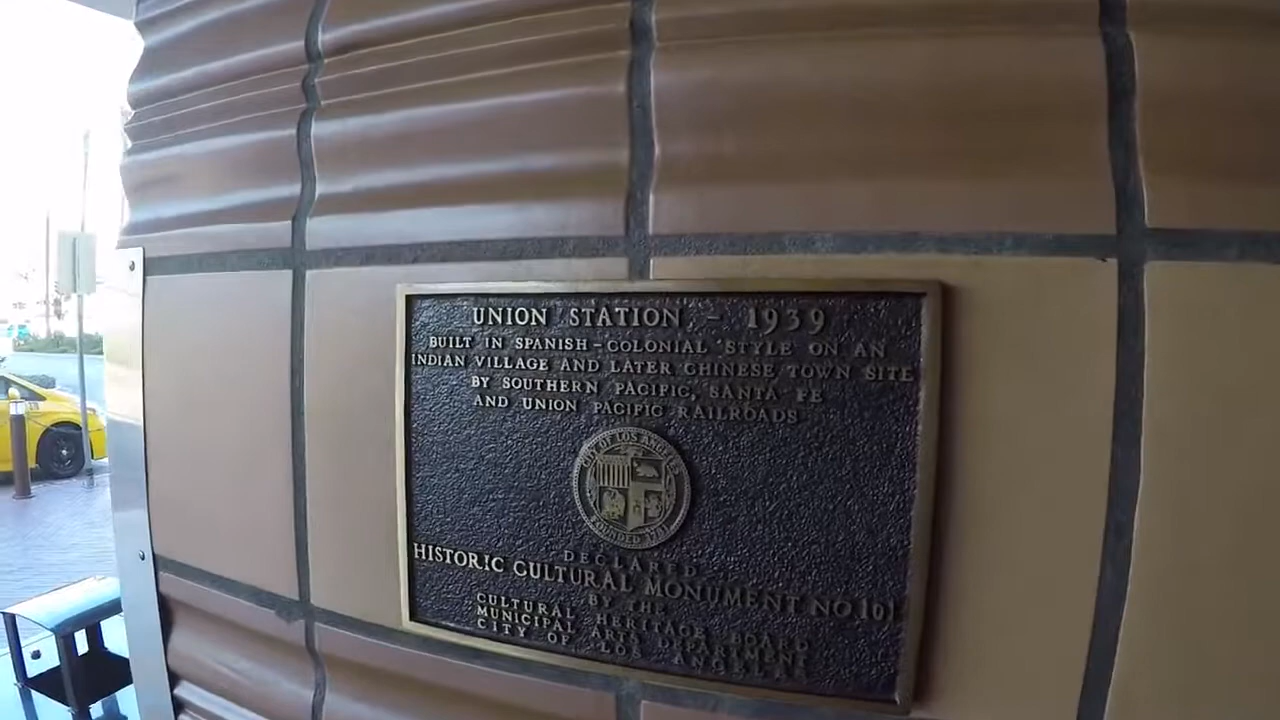 UNION STATION - 1939
BUILT IN SPANISH-COLONIAL STYLE ON AN
INDIAN VILLAGE AND LATER CHINESE TOWN SITE
BY SOUTHERN PACIFIC, SANTA FE
AND UNION PACIFIC RAILROADS
CITY OF LOS ANGELES
FOUNDED 1781
DECLARED
HISTORIC CULTURAL MONUMENT NO. 101
BY THE
CULTURAL HERITAGE BOARD
MUNICIPAL ARTS DEPARTMENT
CITY OF LOS ANGELES